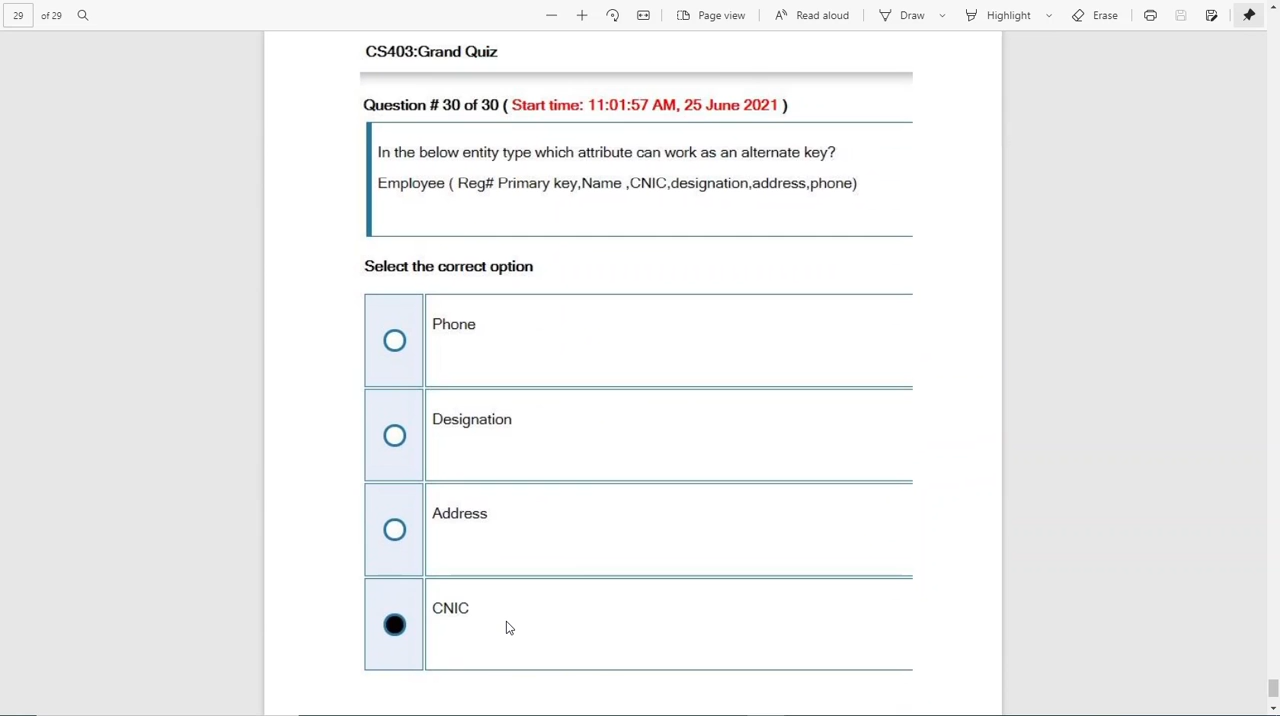 29 of 29 Page view Read aloud Draw Highlight Erase
CS403:Grand Quiz
Question # 30 of 30 ( Start time: 11:01:57 AM, 25 June 2021 )
In the below entity type which attribute can work as an alternate key?
Employee ( Reg# Primary key,Name ,CNIC,designation,address,phone)
Select the correct option
Phone
Designation
Address
CNIC